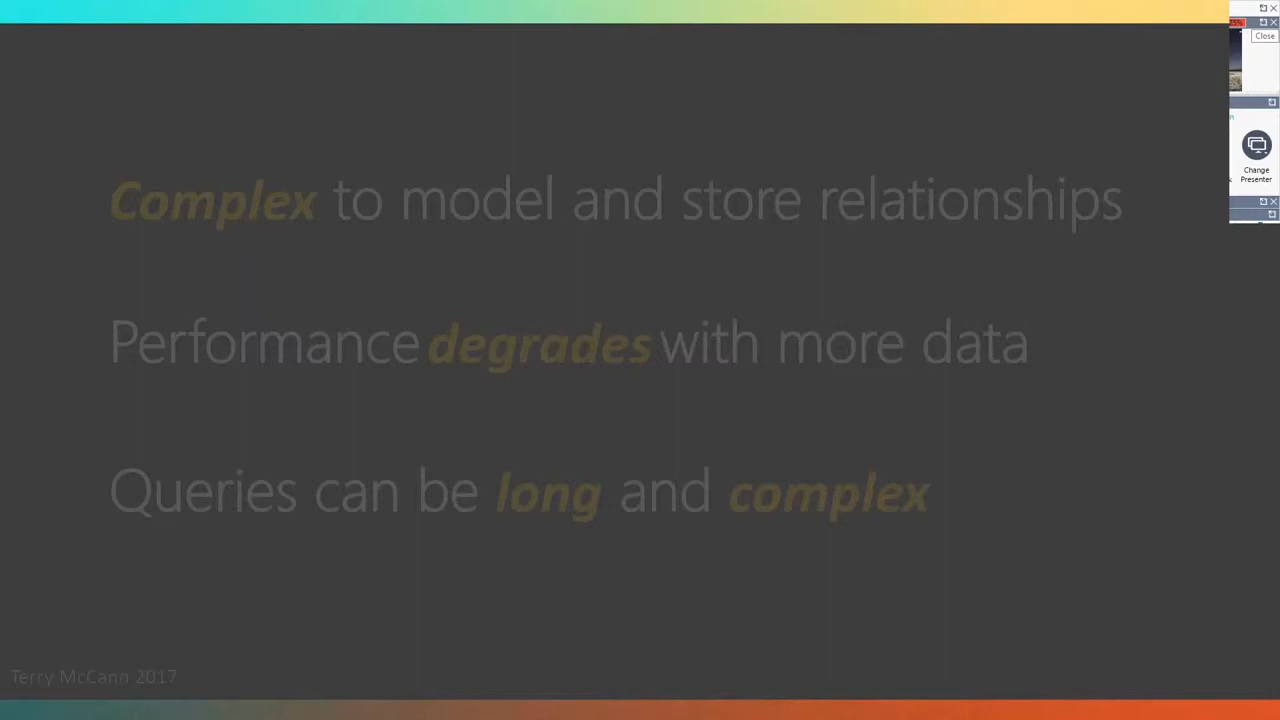 25%
Close
Change
Presenter
Complex to model and store relationships
Performance degrades with more data
Queries can be long and complex
Terry McCann 2017